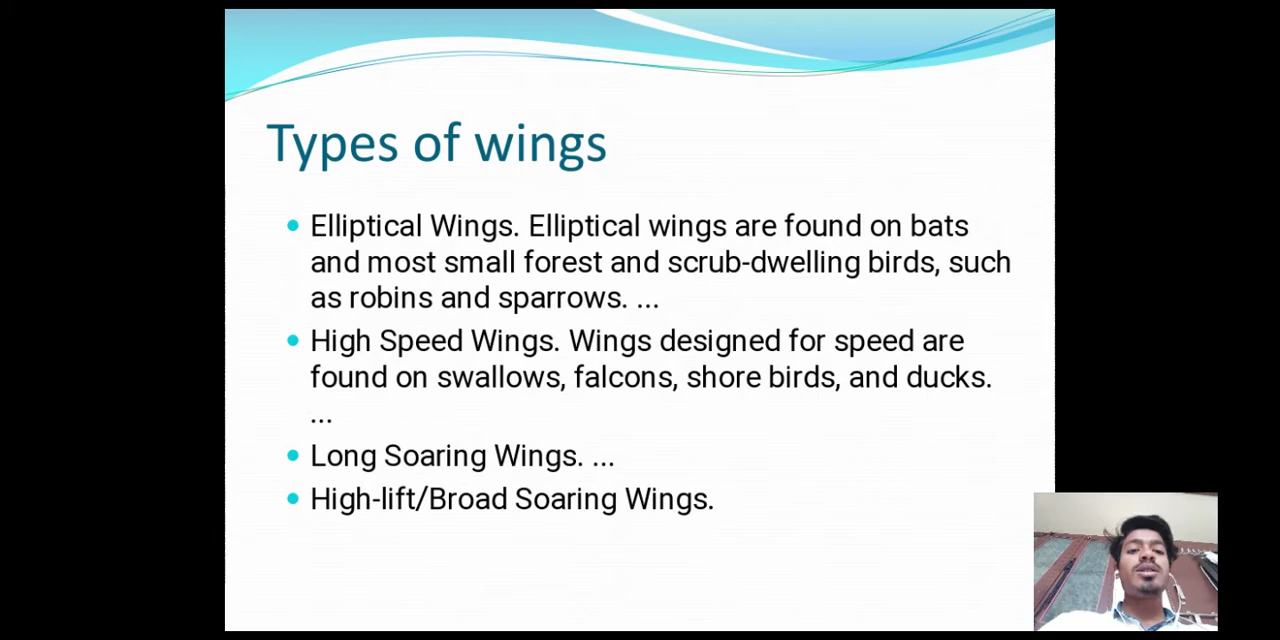 Types of wings
Elliptical Wings. Elliptical wings are found on bats
and most small forest and scrub-dwelling birds, such
as robins and sparrows. ...
High Speed Wings. Wings designed for speed are
found on swallows, falcons, shore birds, and ducks.
...
Long Soaring Wings. ...
High-lift/Broad Soaring Wings.